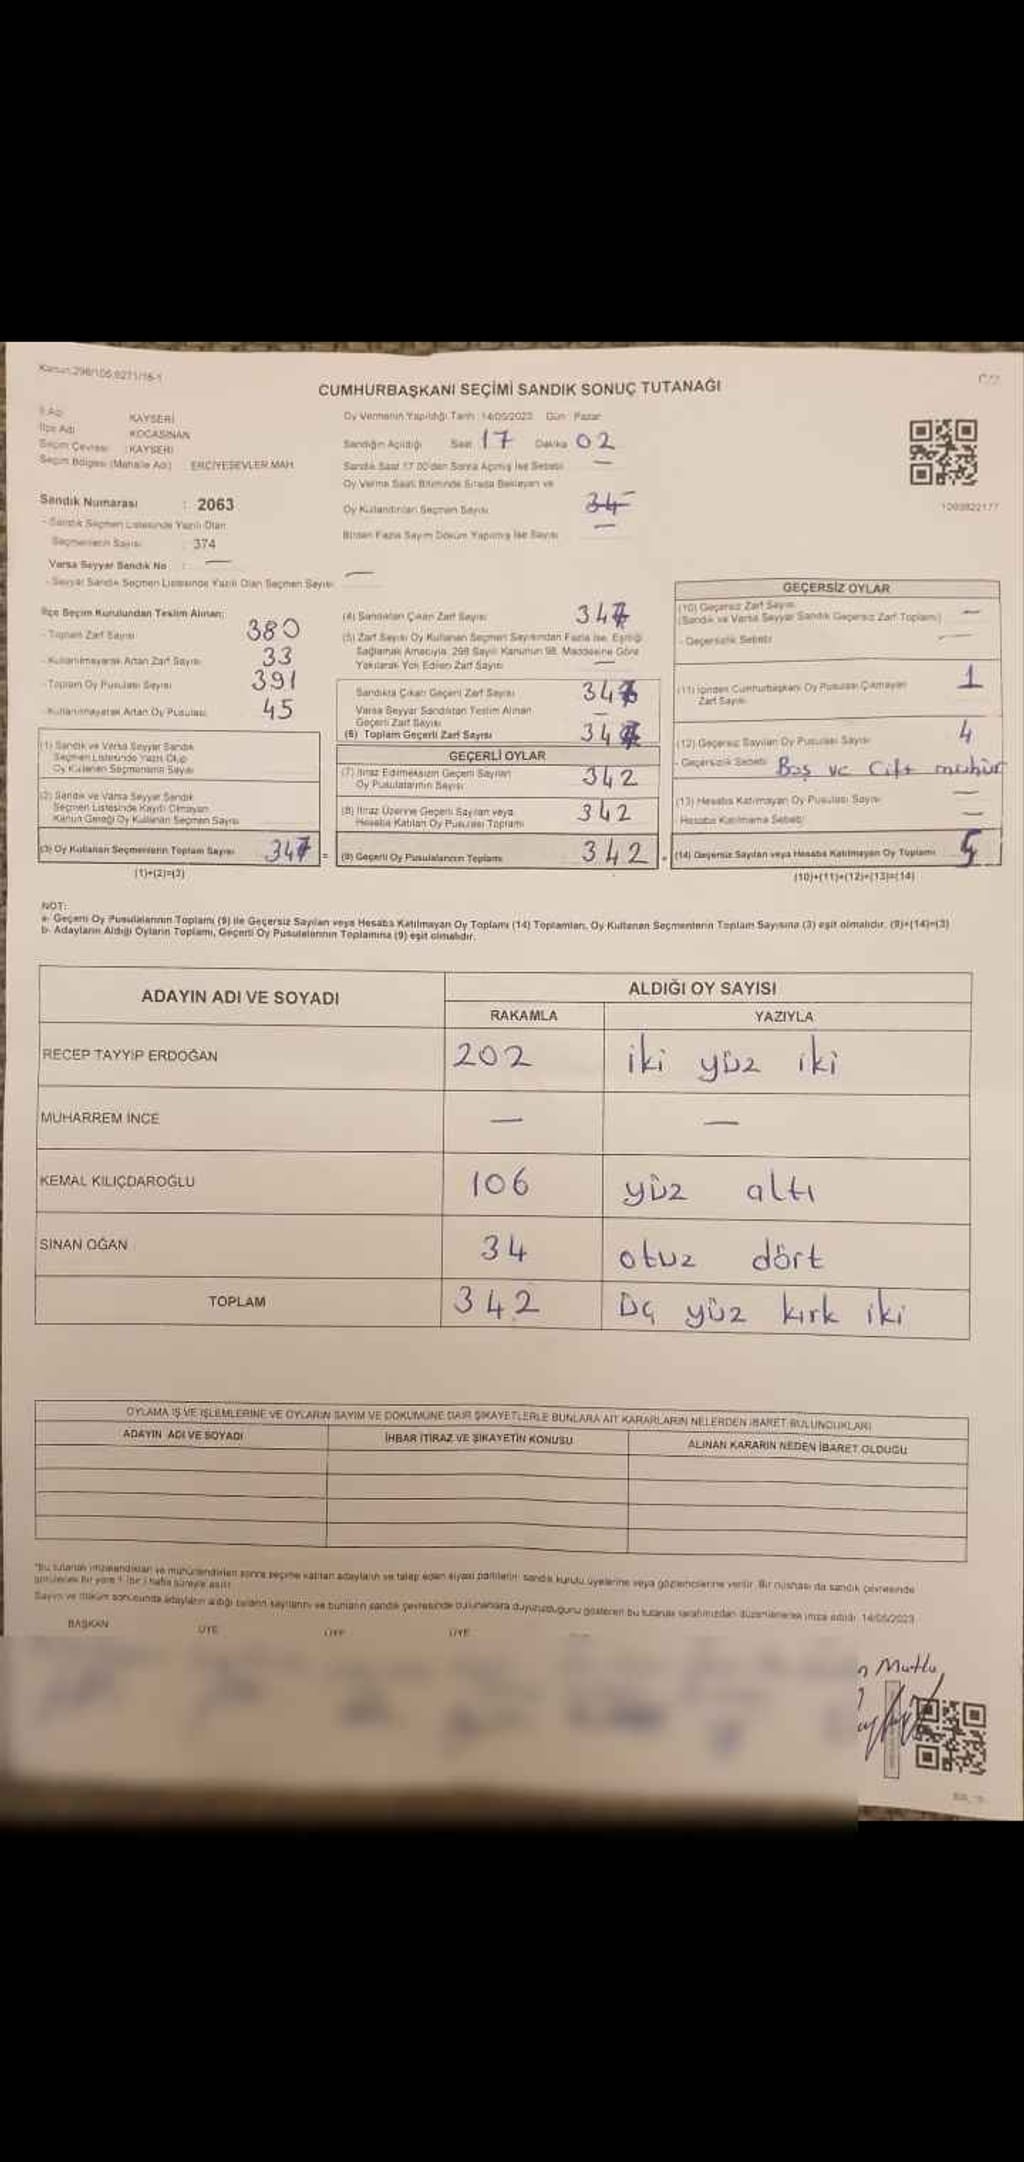 Kanun:298/105,6271/16-1
CUMHURBAŞKANI SEÇİMİ SANDIK SONUÇ TUTANAĞI
İl Adı KAYSERİ
İlçe Adı KOCASİNAN
Seçim Çevresi :KAYSERİ
Seçim Bölgesi (Mahalle Adı) : ERCİYESEVLER MAH.
Sandık Numarası : 2063
- Sandık Seçmen Listesinde Yazılı Olan
Seçmenlerin Sayısı : 374
Varsa Seyyar Sandık No : —
- Seyyar Sandık Seçmen Listesinde Yazılı Olan Seçmen Sayısı : —
Oy Vermenin Yapıldığı Tarih :14/05/2023 Gün : Pazar
Sandığın Açıldığı Saat 17 Dakika 02
Sandık Saat 17.00'den Sonra Açılmış İse Sebebi —
Oy Verme Saati Bitiminde Sırada Bekleyen ve
Oy Kullandırılan Seçmen Sayısı 34
Birden Fazla Sayım Döküm Yapılmış İse Sayısı —
1093822177
İlçe Seçim Kurulundan Teslim Alınan:
- Toplam Zarf Sayısı 380
- Kullanılmayarak Artan Zarf Sayısı 33
- Toplam Oy Pusulası Sayısı 391
- Kullanılmayarak Artan Oy Pusulası 45
(1) Sandık ve Varsa Seyyar Sandık
Seçmen Listesinde Yazılı Olup
Oy Kullanan Seçmenlerin Sayısı
(2) Sandık ve Varsa Seyyar Sandık
Seçmen Listesinde Kayıtlı Olmayan
Kanun Gereği Oy Kullanan Seçmen Sayısı
(3) Oy Kullanan Seçmenlerin Toplam Sayısı 347 =
(1)+(2)=(3)
(4) Sandıktan Çıkan Zarf Sayısı 347
(5) Zarf Sayısı Oy Kullanan Seçmen Sayısından Fazla İse, Eşitliği
Sağlamak Amacıyla, 298 Sayılı Kanunun 98. Maddesine Göre
Yakılarak Yok Edilen Zarf Sayısı —
Sandıkta Çıkan Geçerli Zarf Sayısı 347
Varsa Seyyar Sandıktan Teslim Alınan
Geçerli Zarf Sayısı —
(6) Toplam Geçerli Zarf Sayısı 347
GEÇERLİ OYLAR
(7) İtiraz Edilmeksizin Geçerli Sayılan
Oy Pusulalarının Sayısı 342
(8) İtiraz Üzerine Geçerli Sayılan veya
Hesaba Katılan Oy Pusulası Toplamı 342
(9) Geçerli Oy Pusulalarının Toplamı 342 +
GEÇERSİZ OYLAR
(10) Geçersiz Zarf Sayısı
(Sandık ve Varsa Seyyar Sandık Geçersiz Zarf Toplamı) —
- Geçersizlik Sebebi —
(11) İçinden Cumhurbaşkanı Oy Pusulası Çıkmayan
Zarf Sayısı 1
(12) Geçersiz Sayılan Oy Pusulası Sayısı 4
- Geçersizlik Sebebi Boş ve Çift mühür
(13) Hesaba Katılmayan Oy Pusulası Sayısı —
- Hesaba Katılmama Sebebi —
(14) Geçersiz Sayılan veya Hesaba Katılmayan Oy Toplamı 5
(10)+(11)+(12)+(13)=(14)
NOT:
a- Geçerli Oy Pusulalarının Toplamı (9) ile Geçersiz Sayılan veya Hesaba Katılmayan Oy Toplamı (14) Toplamları, Oy Kullanan Seçmenlerin Toplam Sayısına (3) eşit olmalıdır. (9)+(14)=(3)
b- Adayların Aldığı Oyların Toplamı, Geçerli Oy Pusulalarının Toplamına (9) eşit olmalıdır.
ADAYIN ADI VE SOYADI ALDIĞI OY SAYISI
RAKAMLA YAZIYLA
RECEP TAYYİP ERDOĞAN 202 iki yüz iki
MUHARREM İNCE — —
KEMAL KILIÇDAROĞLU 106 yüz altı
SİNAN OĞAN 34 otuz dört
TOPLAM 342 Üç yüz kırk iki
OYLAMA İŞ VE İŞLEMLERİNE VE OYLARIN SAYIM VE DÖKÜMÜNE DAİR ŞİKAYETLERLE BUNLARA AİT KARARLARIN NELERDEN İBARET BULUNDUKLARI
ADAYIN ADI VE SOYADI İHBAR İTİRAZ VE ŞİKAYETİN KONUSU ALINAN KARARIN NEDEN İBARET OLDUĞU
*Bu tutanak imzalandıktan ve mühürlendikten sonra seçime katılan adayların ve talep eden siyasi partilerin sandık kurulu üyelerine veya gözlemcilerine verilir. Bir nüshası da sandık çevresinde
görülecek bir yere 1 (bir) hafta süreyle asılır.
Sayım ve döküm sonucunda adayların aldığı oyların sayılarını ve bunların sandık çevresinde bulunanlara duyurulduğunu gösteren bu tutanak tarafımızdan düzenlenerek imza edildi. 14/05/2023
BAŞKAN ÜYE ÜYE ÜYE
Mutlu